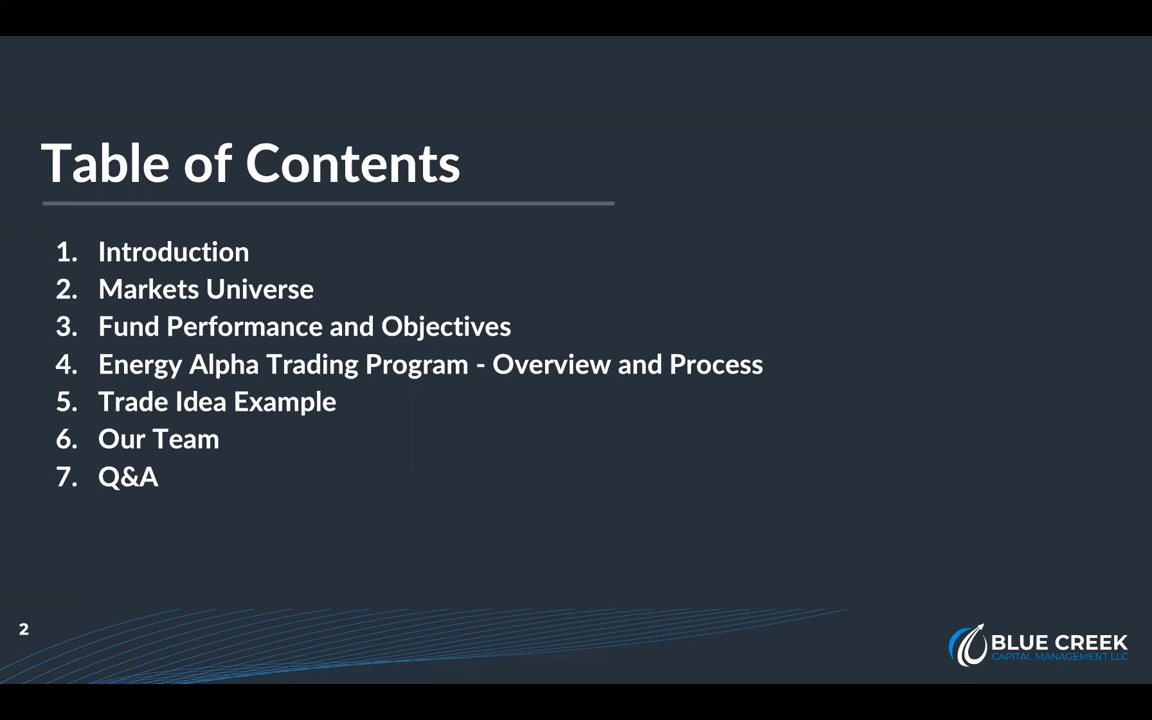 Table of Contents
1. Introduction
2. Markets Universe
3. Fund Performance and Objectives
4. Energy Alpha Trading Program - Overview and Process
5. Trade Idea Example
6. Our Team
7. Q&A
2
BLUE CREEK
CAPITAL MANAGEMENT LLC